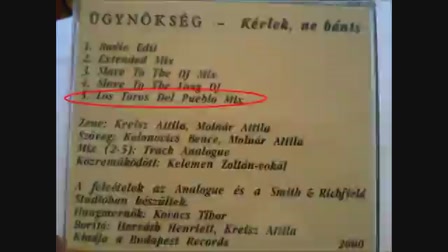 ÜGYNÖKSÉG - Kérlek, ne bánts
1. Radio Edit
2. Extended Mix
3. Slave To The DJ Mix
4. Slave To The Vang DJ
5. Los Toros Del Pueblo Mix
Zene: Kreisz Attila, Molnár Attila
Szöveg: Kolonovics Bence, Molnár Attila
Mix (2-5): Track Analogue
Közreműködött: Kelemen Zoltán-vokál
A felvételek az Analogue és a Smith & Richfield
Stúdióban készültek.
Hangmérnök: Kovács Tibor
Borító: Horváth Henriett, Kreisz Attila
Kiadja a Budapest Records
2000